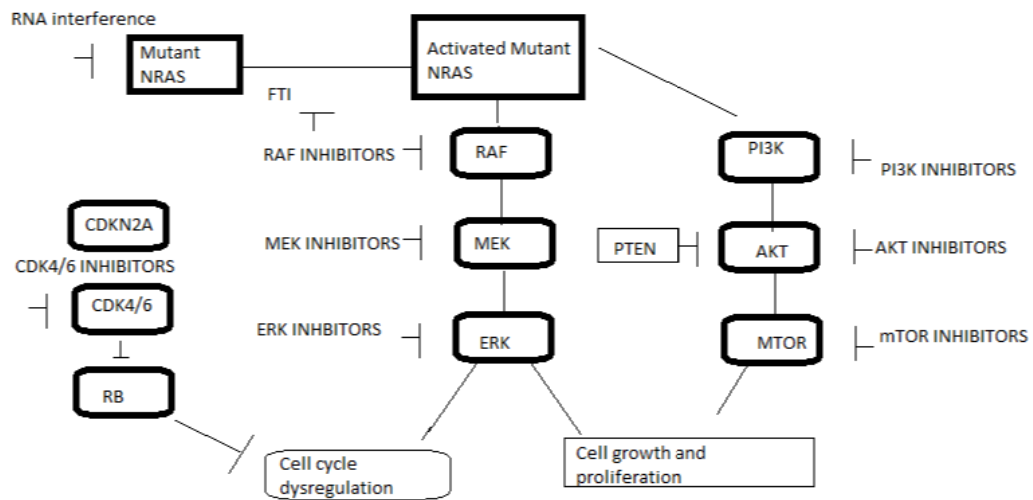 RNA interference
Mutant
NRAS
Activated Mutant
NRAS
FTI
RAF INHIBITORS
RAF
PI3K
PI3K INHIBITORS
CDKN2A
MEK INHIBITORS
MEK
PTEN
AKT
AKT INHIBITORS
CDK4/6 INHIBITORS
CDK4/6
ERK INHBITORS
ERK
MTOR
mTOR INHIBITORS
RB
Cell cycle
dysregulation
Cell growth and
proliferation